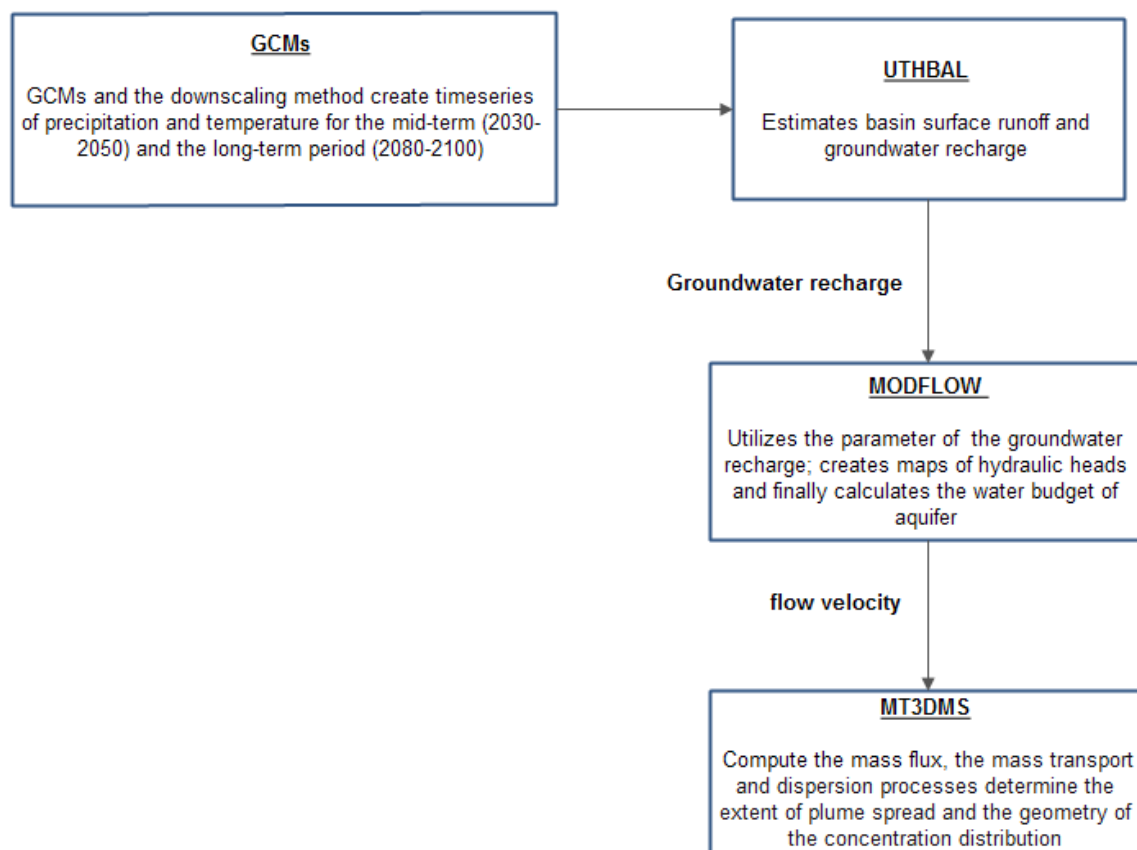 GCMs
GCMs and the downscaling method create timeseries
of precipitation and temperature for the mid-term (2030-
2050) and the long-term period (2080-2100)
UTHBAL
Estimates basin surface runoff and
groundwater recharge
Groundwater recharge
MODFLOW
Utilizes the parameter of the groundwater
recharge; creates maps of hydraulic heads
and finally calculates the water budget of
aquifer
flow velocity
MT3DMS
Compute the mass flux, the mass transport
and dispersion processes determine the
extent of plume spread and the geometry of
the concentration distribution